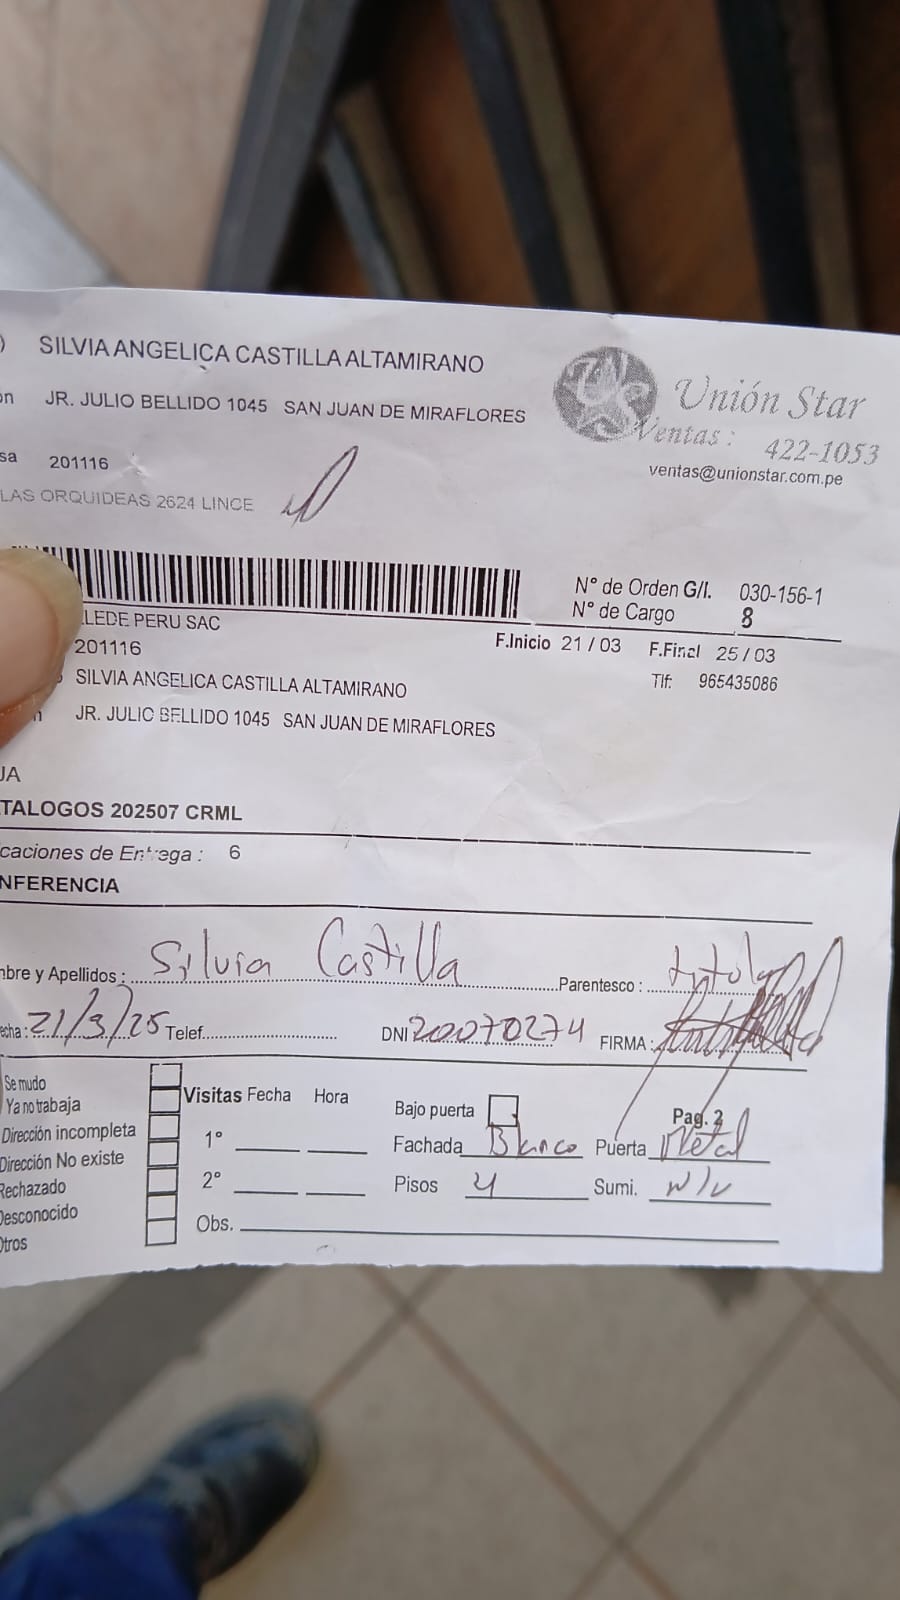 ) SILVIA ANGELICA CASTILLA ALTAMIRANO
on JR. JULIO BELLIDO 1045 SAN JUAN DE MIRAFLORES
sa 201116
LAS ORQUIDEAS 2624 LINCE
Unión Star
Ventas : 422-1053
ventas@unionstar.com.pe
N° de Orden G/I. 030-156-1
N° de Cargo 8
LEDE PERU SAC
F.Inicio 21 / 03 F.Final 25 / 03
201116
Tlf: 965435086
SILVIA ANGELICA CASTILLA ALTAMIRANO
JR. JULIO BELLIDO 1045 SAN JUAN DE MIRAFLORES
JA
TALOGOS 202507 CRML
caciones de Entrega : 6
NFERENCIA
nbre y Apellidos : Silvia Castilla Parentesco : titular
echa : 21/3/25 Telef. DNI 20070274 FIRMA :
Se mudo
Ya no trabaja
Dirección incompleta
Dirección No existe
Rechazado
Desconocido
Otros
Visitas Fecha Hora
1°
2°
Obs.
Bajo puerta Pag. 2
Fachada Blanco Puerta Metal
Pisos 4 Sumi. N/V